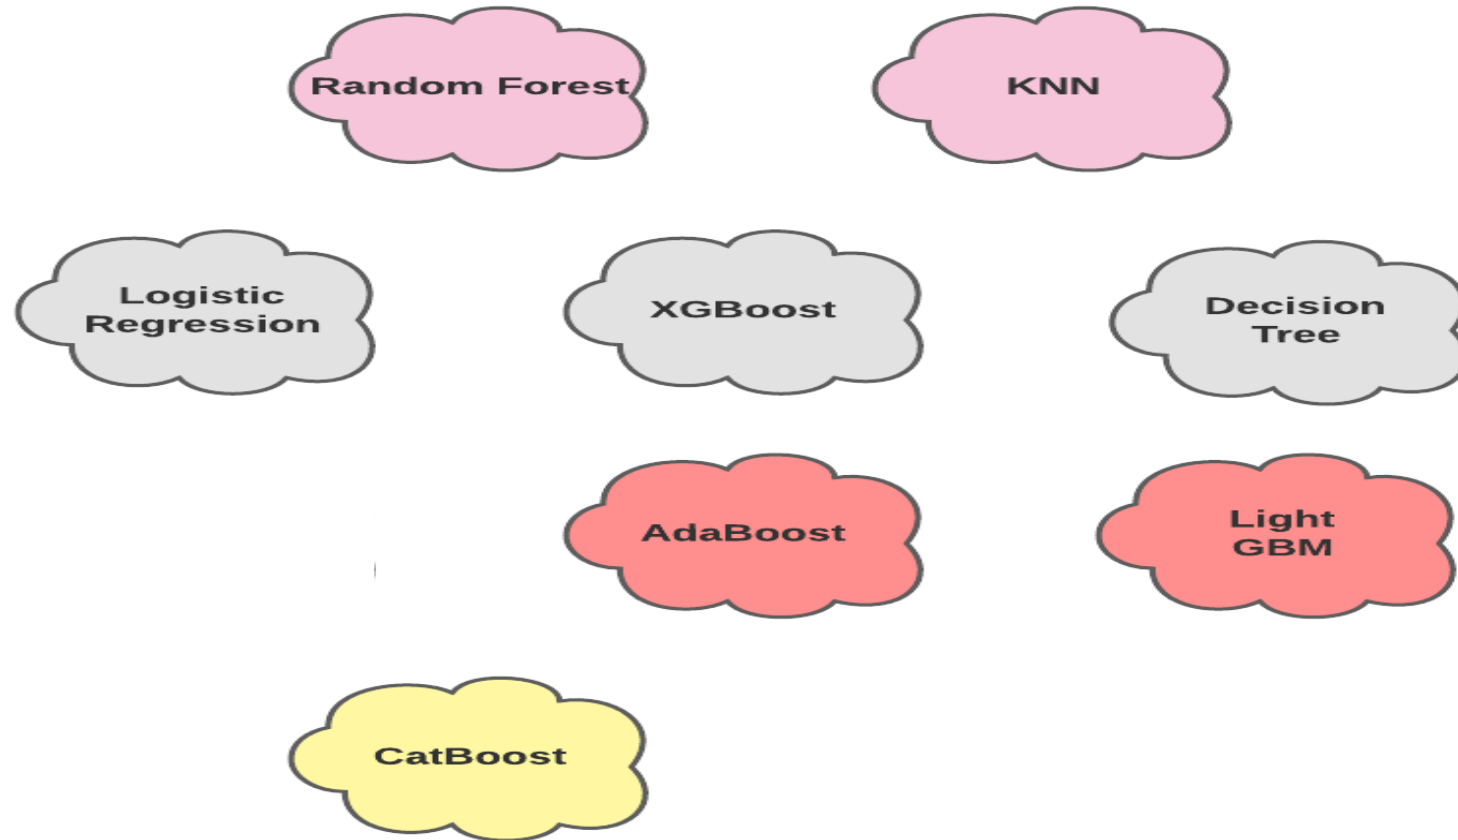 Random Forest
KNN
Logistic
Regression
XGBoost
Decision
Tree
AdaBoost
Light
GBM
CatBoost